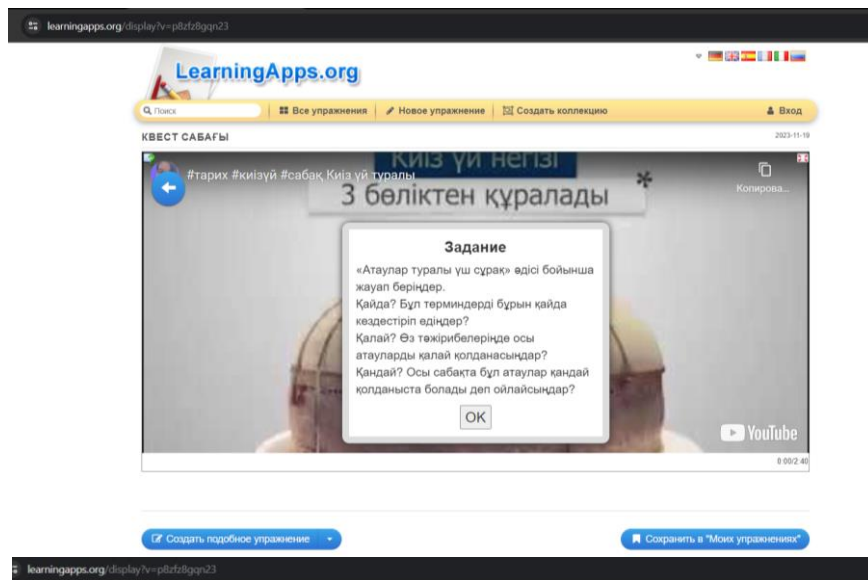 learningapps.org/display?v=p8zfz8gqn23
LearningApps.org
Поиск
Все упражнения
Новое упражнение
Создать коллекцию
Вход
КВЕСТ САБАҒЫ
2023-11-19
КИІЗ ҮЙ НЕГІЗІ
#тарих #киізүй #сабақ Киіз үй туралы
Копирова...
3 бөліктен құралады *
Задание
«Атаулар туралы үш сұрақ» әдісі бойынша
жауап беріңдер.
Қайда? Бұл терминдерді бұрын қайда
кездестіріп едіңдер?
Қалай? Өз тәжірибелеріңде осы
атауларды қалай қолданасыңдар?
Қандай? Осы сабақта бұл атаулар қандай
қолданыста болады деп ойлайсыңдар?
OK
YouTube
0:00/2:40
Создать подобное упражнение
Сохранить в "Моих упражнениях"
learningapps.org/display?v=p8zfz8gqn23